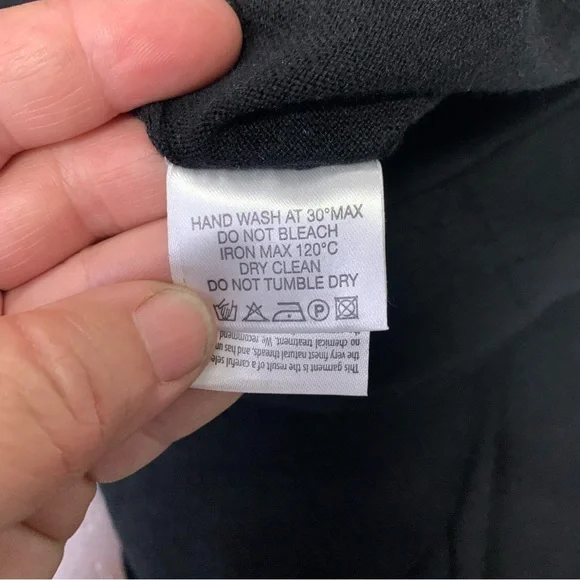 HAND WASH AT 30°MAX
DO NOT BLEACH
IRON MAX 120°C
DRY CLEAN
DO NOT TUMBLE DRY
P
This garment is the result of a careful sele
the very finest natural threads, and has un
no chemical treatment. We recommend